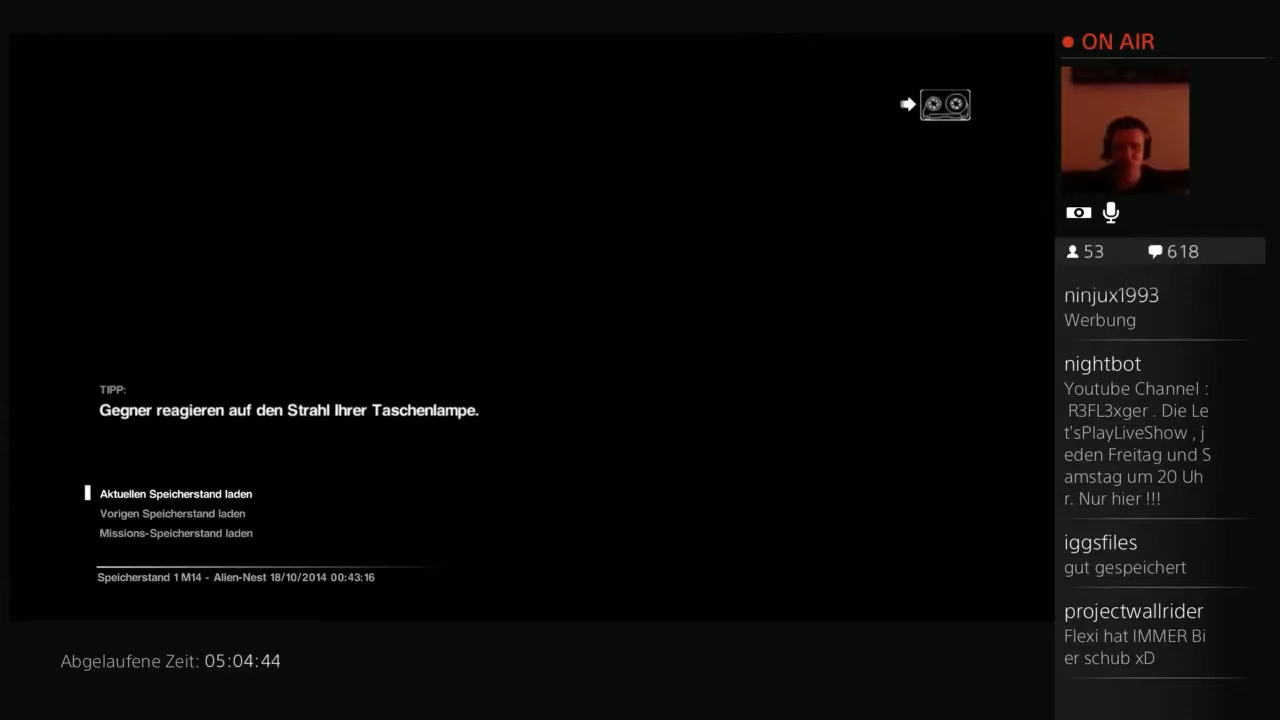 ON AIR
53 618
ninjux1993
Werbung
nightbot
Youtube Channel :
R3FL3xger . Die Le
t'sPlayLiveShow , j
eden Freitag und S
amstag um 20 Uh
r. Nur hier !!!
iggsfiles
gut gespeichert
projectwallrider
Flexi hat IMMER Bi
er schub xD
TIPP:
Gegner reagieren auf den Strahl Ihrer Taschenlampe.
Aktuellen Speicherstand laden
Vorigen Speicherstand laden
Missions-Speicherstand laden
Speicherstand 1 M14 - Alien-Nest 18/10/2014 00:43:16
Abgelaufene Zeit: 05:04:44